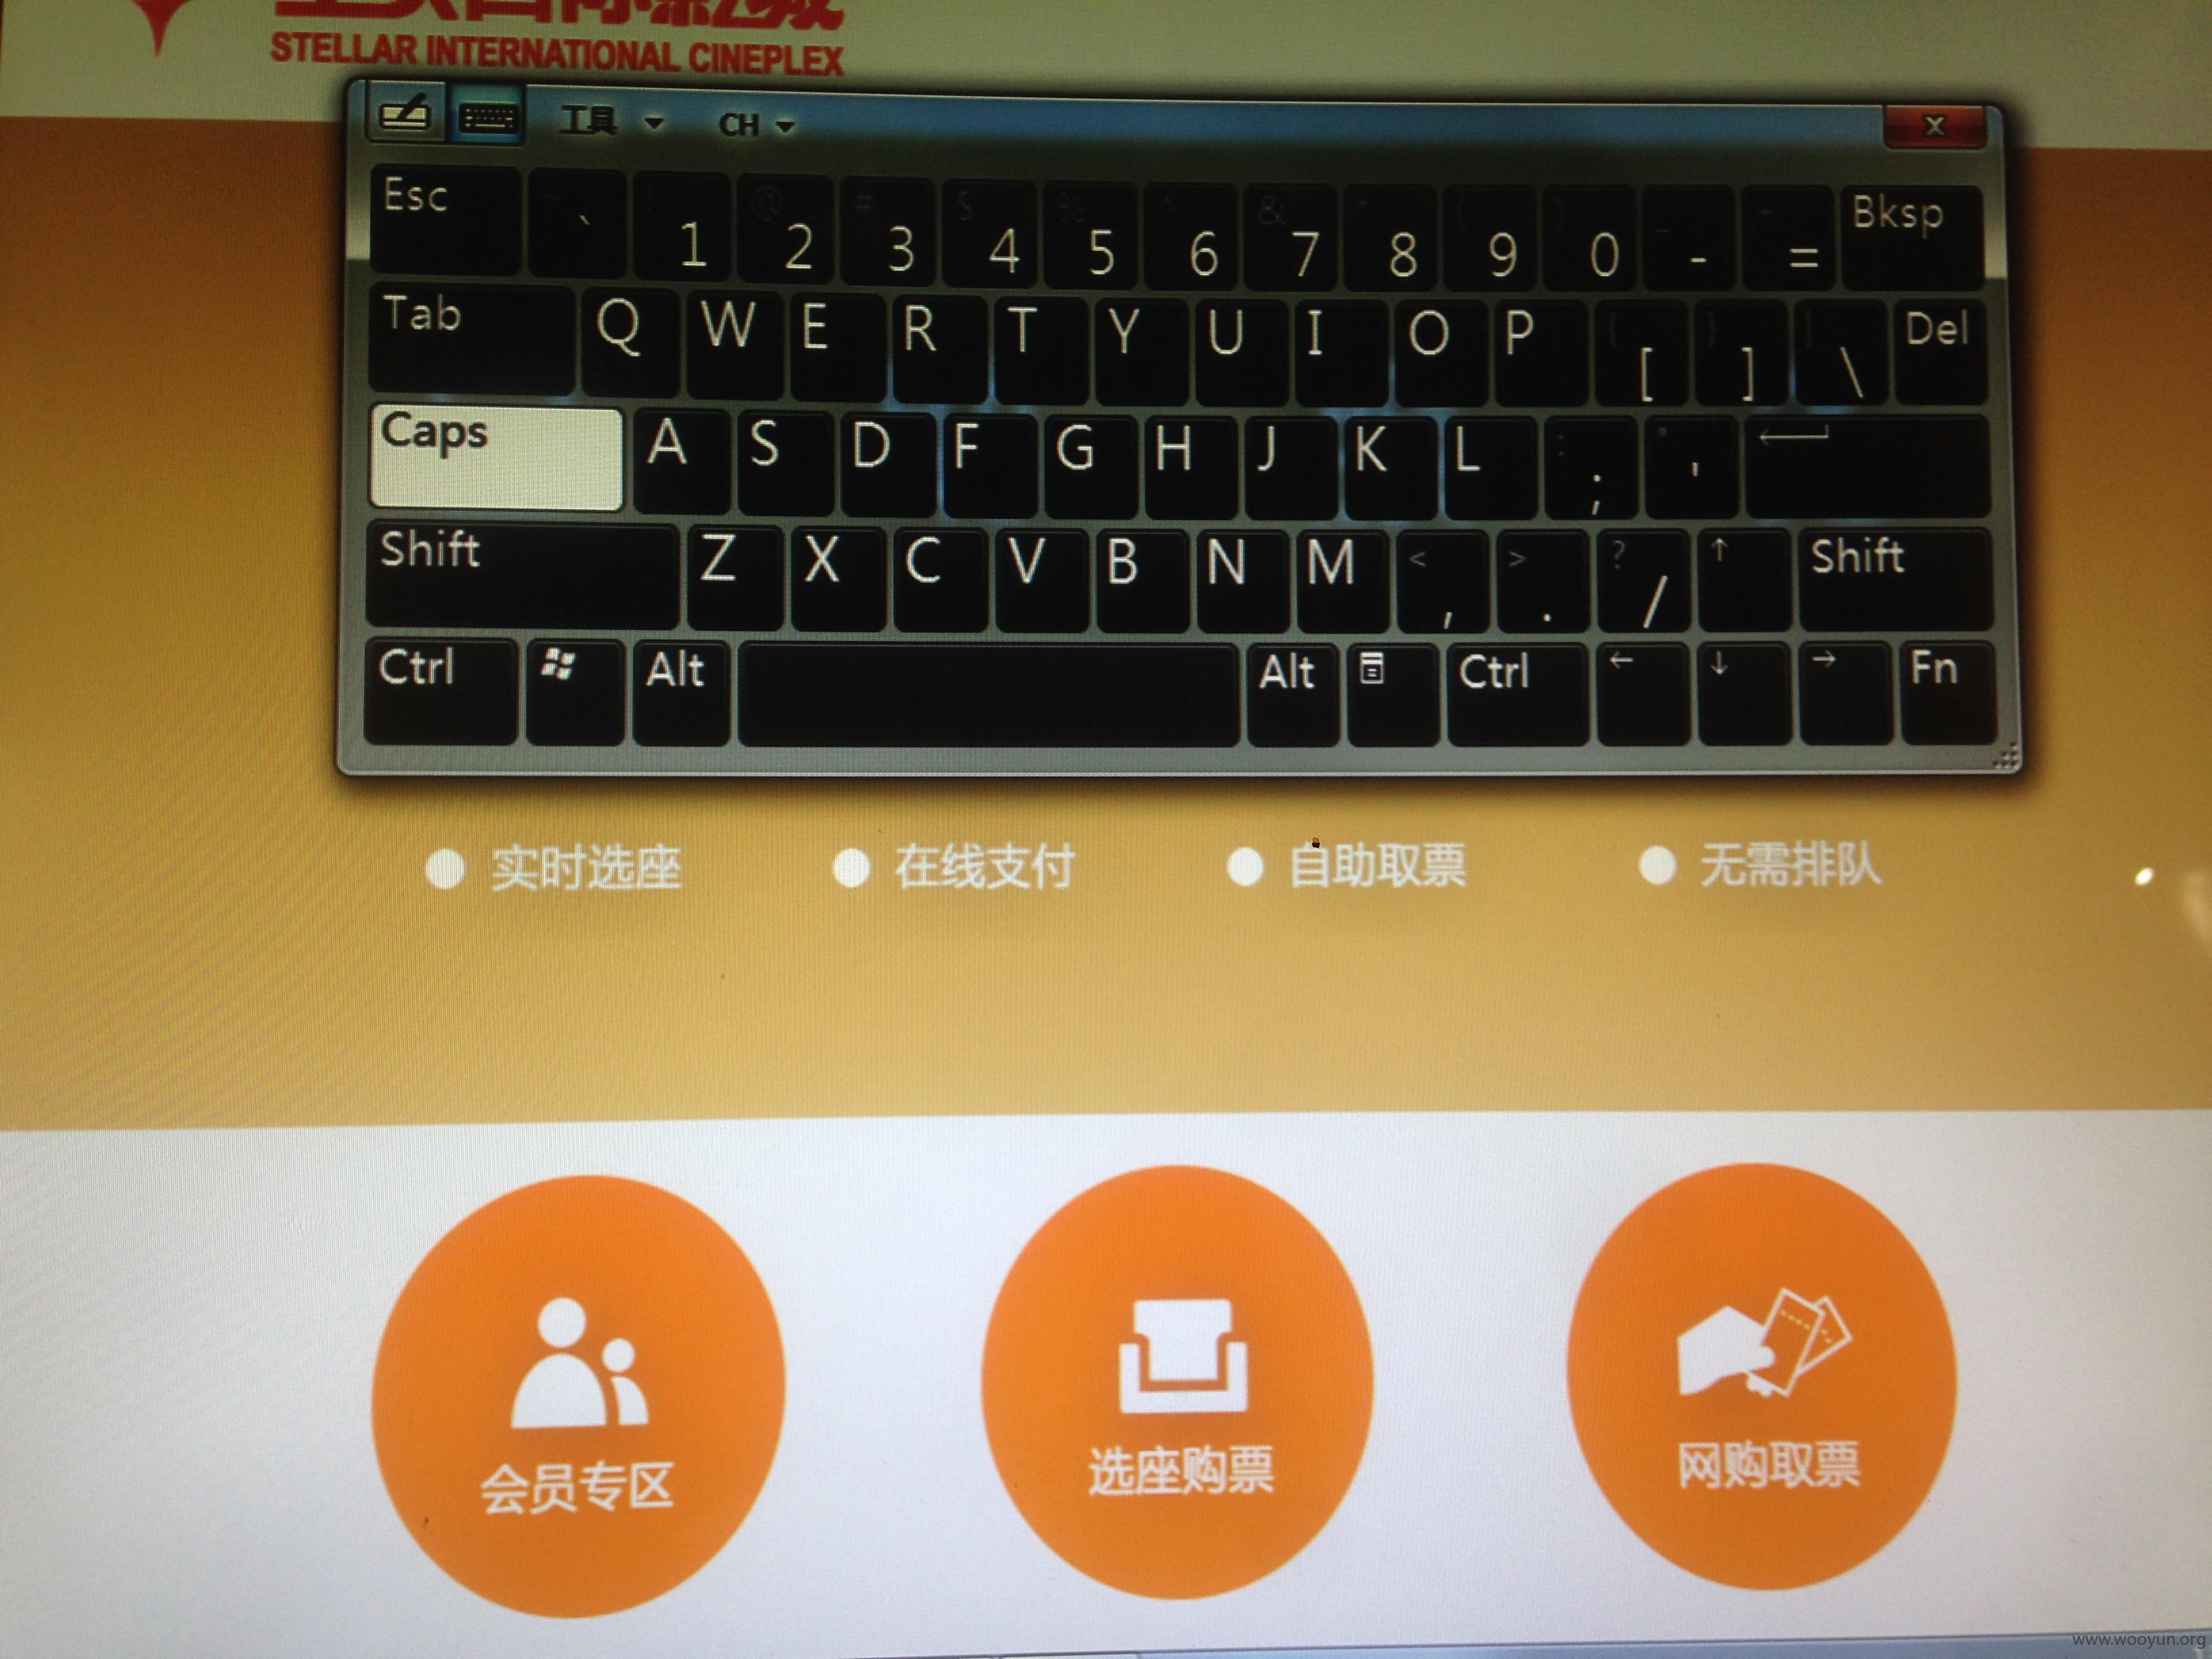 STELLAR INTERNATIONAL CINEPLEX
工具 CH
Esc ` 1 @ 2 # 3 $ 4 % 5 ^ 6 & 7 * 8 ( 9 ) 0 _ - + = Bksp
Tab Q W E R T Y U I O P { [ } ] | \ Del
Caps A S D F G H J K L : ; " '
Shift Z X C V B N M < , > . ? / ↑ Shift
Ctrl Alt Alt Ctrl ← ↓ → Fn
实时选座 在线支付 自助取票 无需排队
会员专区 选座购票 网购取票
www.wooyun.org